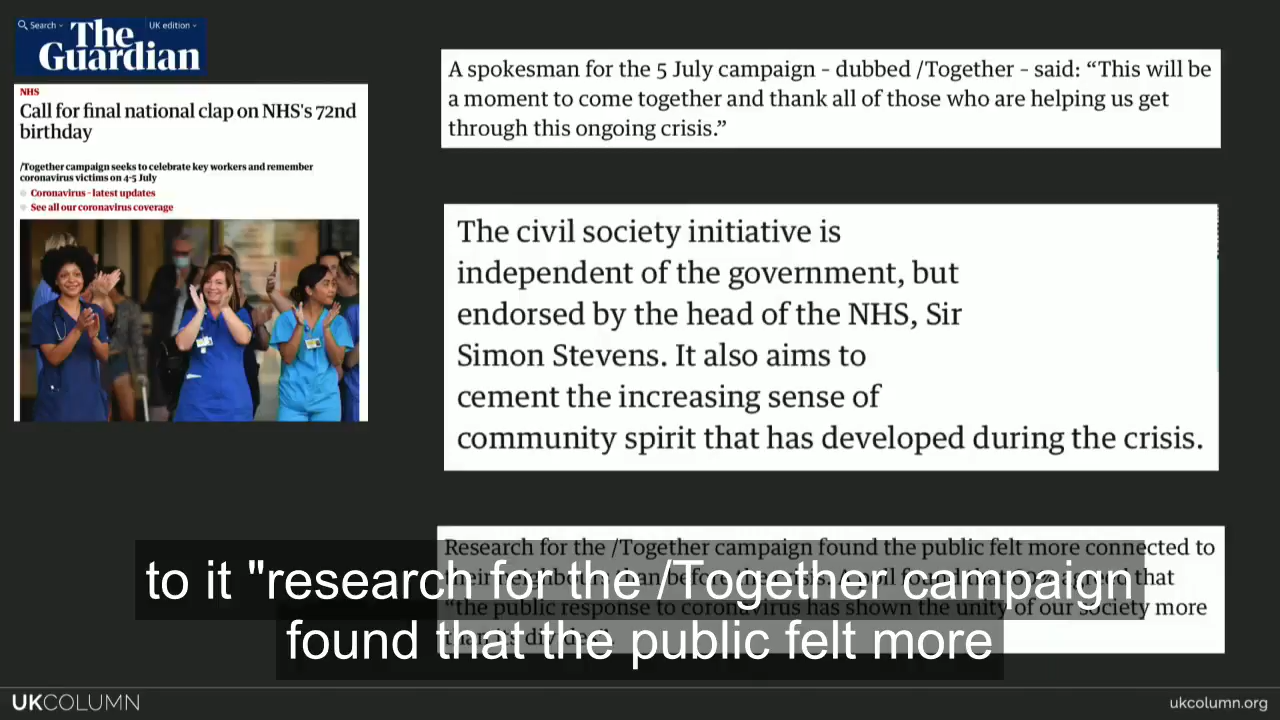 Search
UK edition
The
Guardian
NHS
Call for final national clap on NHS's 72nd
birthday
/Together campaign seeks to celebrate key workers and remember
coronavirus victims on 4-5 July
Coronavirus – latest updates
See all our coronavirus coverage
A spokesman for the 5 July campaign – dubbed /Together – said: “This will be
a moment to come together and thank all of those who are helping us get
through this ongoing crisis.”
The civil society initiative is
independent of the government, but
endorsed by the head of the NHS, Sir
Simon Stevens. It also aims to
cement the increasing sense of
community spirit that has developed during the crisis.
Research for the /Together campaign found the public felt more connected to
that
“the public response to coronavirus has shown the unity of our society more
to it "research for the /Together campaign
found that the public felt more
UKCOLUMN
ukcolumn.org